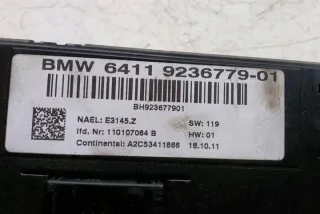 BMW 6411 9236779-01
BH923677901
NAEL: E3145.Z SW: 119
lfd. Nr: 110107064 B HW: 01
Continental: A2C53411866 18.10.11